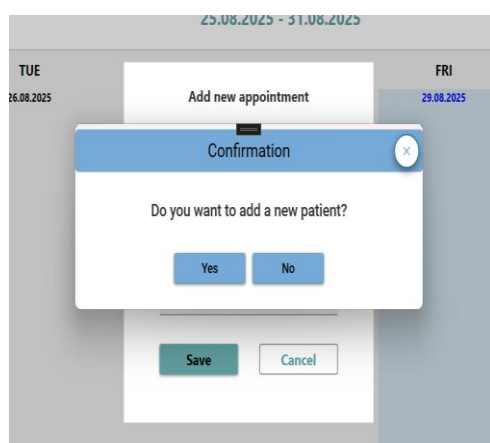 25.08.2025 - 31.08.2025
TUE
FRI
26.08.2025
Add new appointment
29.08.2025
Confirmation
×
Do you want to add a new patient?
Yes
No
Save
Cancel